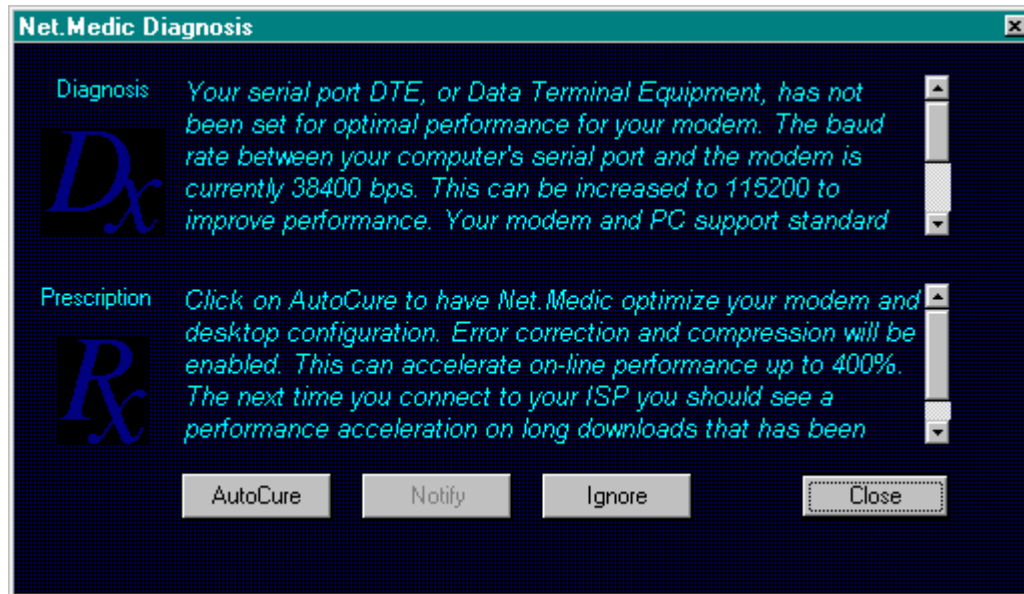 Net.Medic Diagnosis
Diagnosis
Your serial port DTE, or Data Terminal Equipment, has not
been set for optimal performance for your modem. The baud
rate between your computer's serial port and the modem is
currently 38400 bps. This can be increased to 115200 to
improve performance. Your modem and PC support standard
Dx
Prescription
Click on AutoCure to have Net.Medic optimize your modem and
desktop configuration. Error correction and compression will be
enabled. This can accelerate on-line performance up to 400%.
The next time you connect to your ISP you should see a
performance acceleration on long downloads that has been
Rx
AutoCure
Notify
Ignore
Close